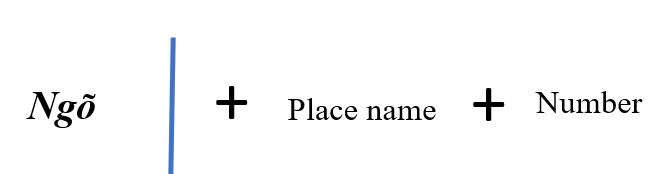 Ngõ + Place name + Number